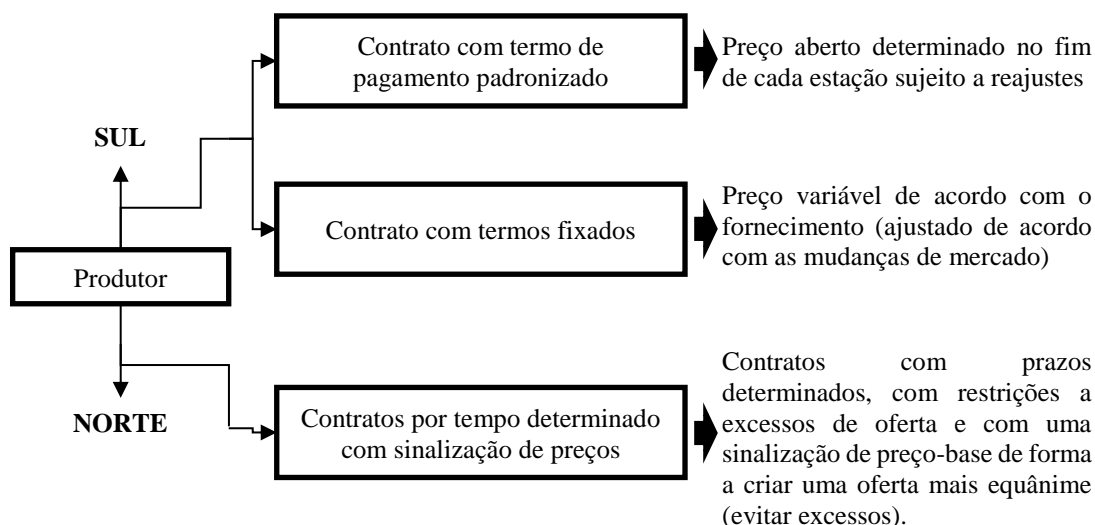 Contrato com termo de
pagamento padronizado
Preço aberto determinado no fim
de cada estação sujeito a reajustes
SUL
Contrato com termos fixados
Preço variável de acordo com o
fornecimento (ajustado de acordo
com as mudanças de mercado)
Produtor
NORTE
Contratos por tempo determinado
com sinalização de preços
Contratos com prazos
determinados, com restrições a
excessos de oferta e com uma
sinalização de preço-base de forma
a criar uma oferta mais equânime
(evitar excessos).